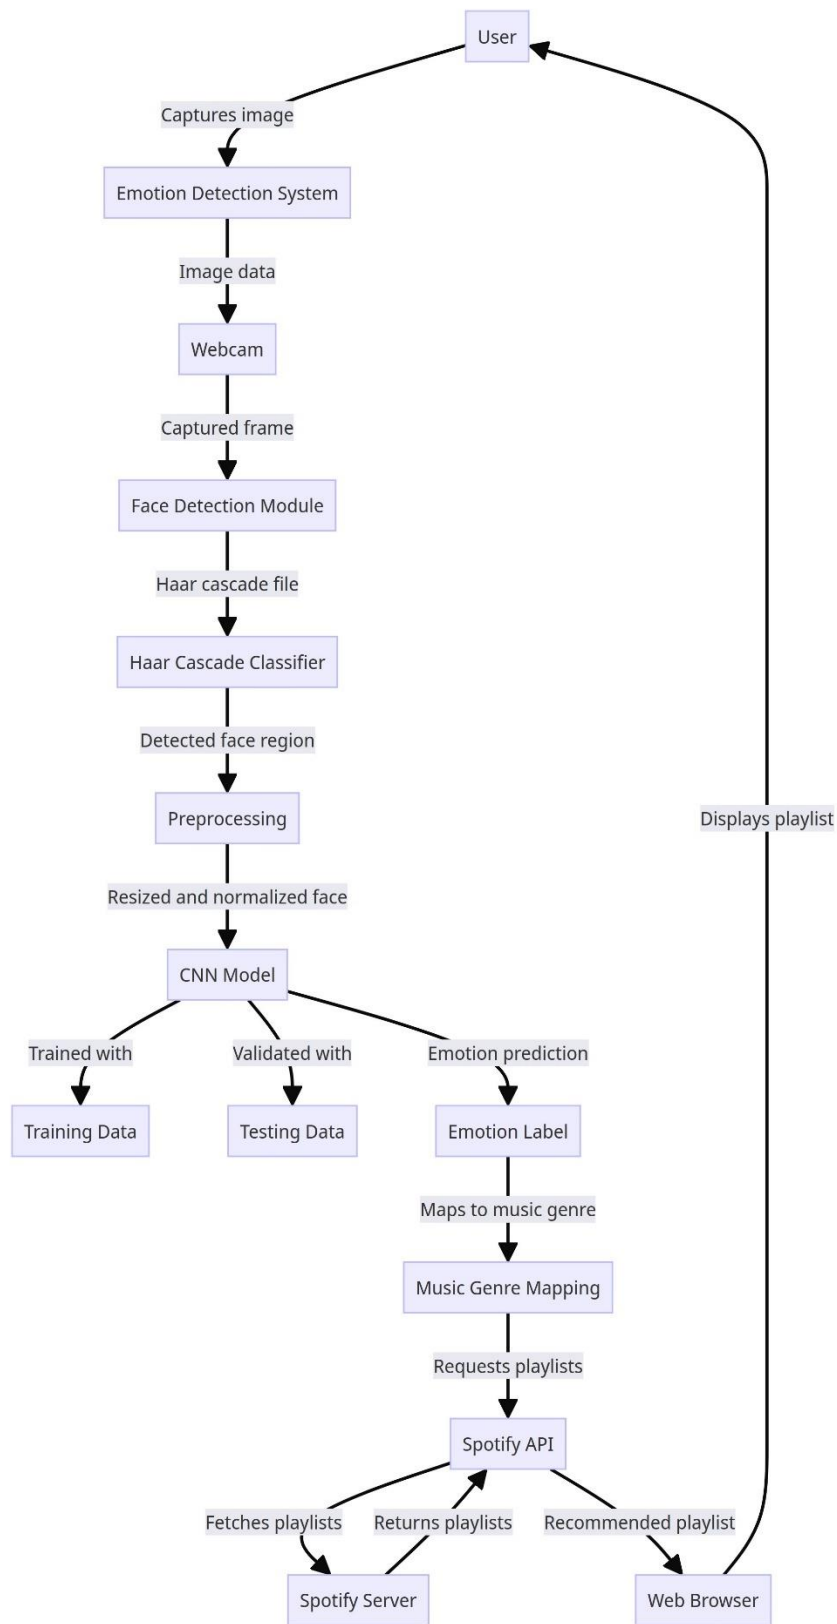 User
Captures image
Emotion Detection System
Image data
Webcam
Captured frame
Face Detection Module
Haar cascade file
Haar Cascade Classifier
Detected face region
Preprocessing
Displays playlist
Resized and normalized face
CNN Model
Trained with
Validated with
Emotion prediction
Training Data
Testing Data
Emotion Label
Maps to music genre
Music Genre Mapping
Requests playlists
Spotify API
Fetches playlists
Returns playlists
Recommended playlist
Spotify Server
Web Browser